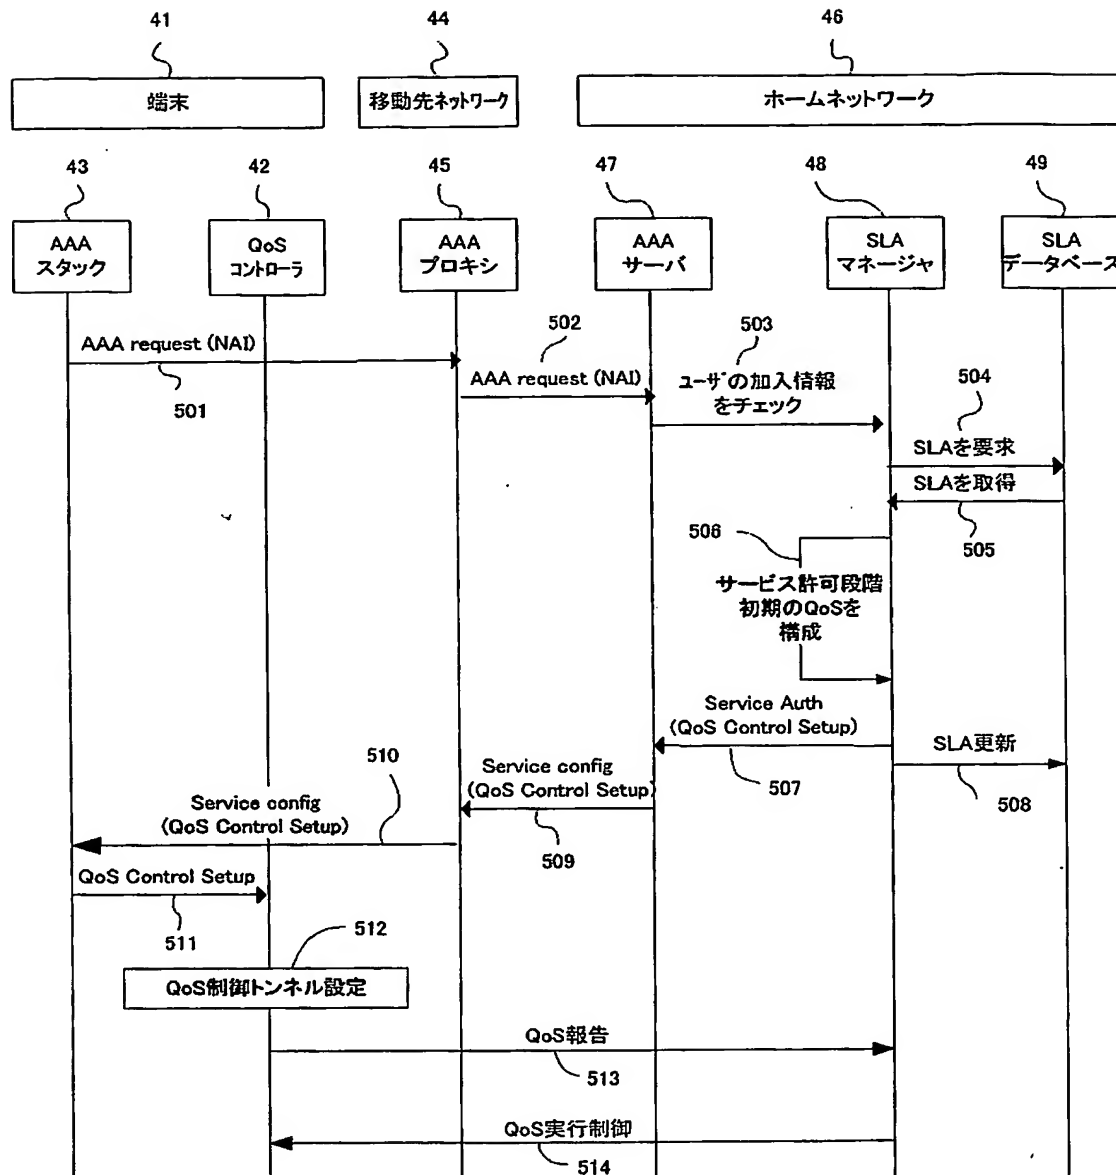 41
44
46
端末
移動先ネットワーク
ホームネットワーク
43
42
45
47
48
49
AAA
スタック
QoS
コントローラ
AAA
プロキシ
AAA
サーバ
SLA
マネージャ
SLA
データベース
AAA request (NAI)
501
502
AAA request (NAI)
503
ユーザの加入情報
をチェック
504
SLAを要求
SLAを取得
505
506
サービス許可段階
初期のQoSを
構成
Service Auth
(QoS Control Setup)
507
SLA更新
508
Service config
(QoS Control Setup)
509
510
Service config
(QoS Control Setup)
QoS Control Setup
511
512
QoS制御トンネル設定
QoS報告
513
QoS実行制御
514